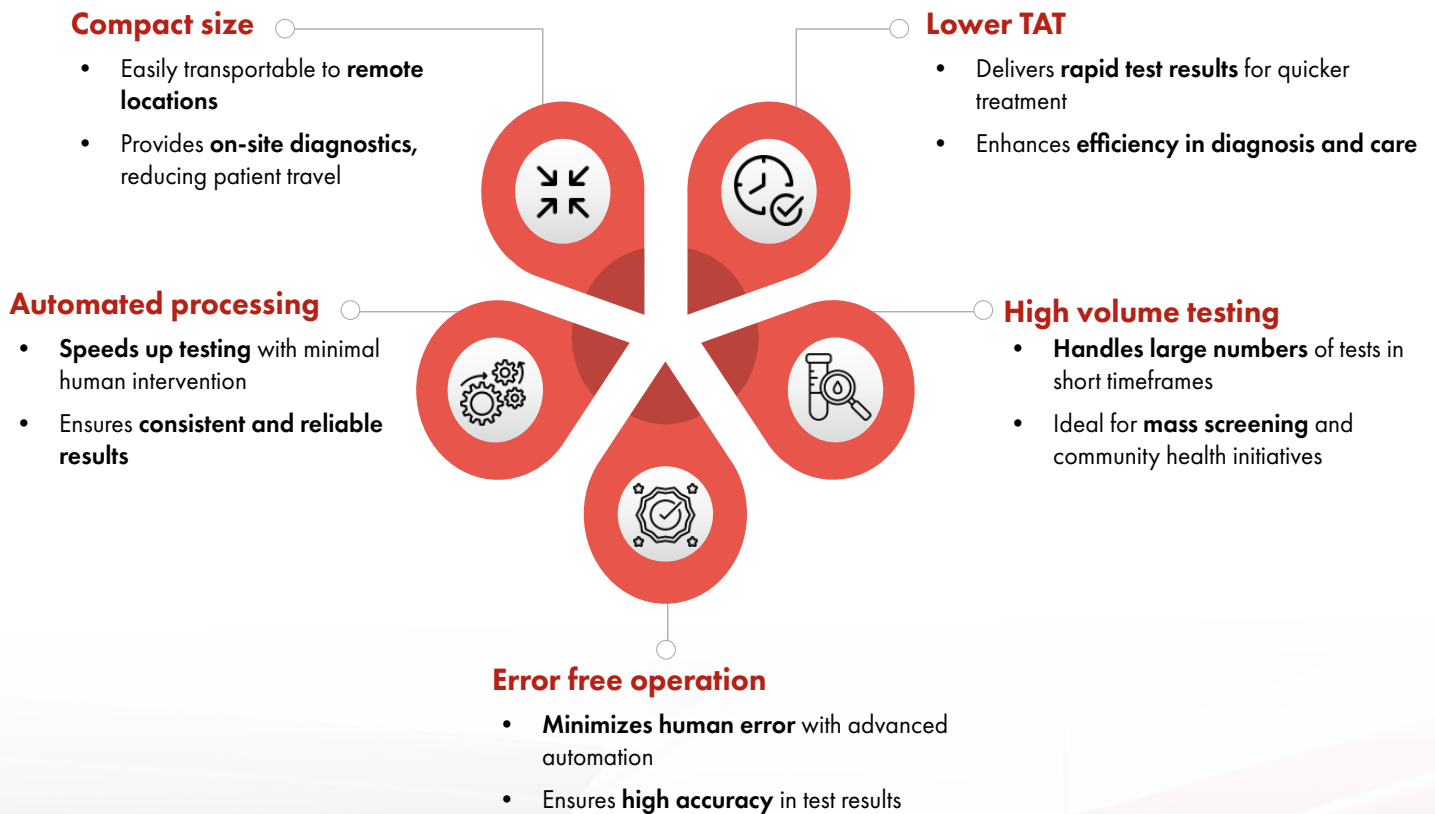 Compact size
• Easily transportable to remote
locations
• Provides on-site diagnostics,
reducing patient travel
Lower TAT
• Delivers rapid test results for quicker
treatment
• Enhances efficiency in diagnosis and care
Automated processing
• Speeds up testing with minimal
human intervention
• Ensures consistent and reliable
results
High volume testing
• Handles large numbers of tests in
short timeframes
• Ideal for mass screening and
community health initiatives
Error free operation
• Minimizes human error with advanced
automation
• Ensures high accuracy in test results